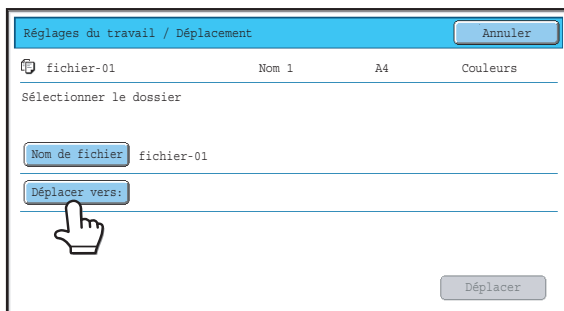 Réglages du travail / Déplacement Annuler
fichier-01 Nom 1 A4 Couleurs
Sélectionner le dossier
Nom de fichier fichier-01
Déplacer vers:
Déplacer